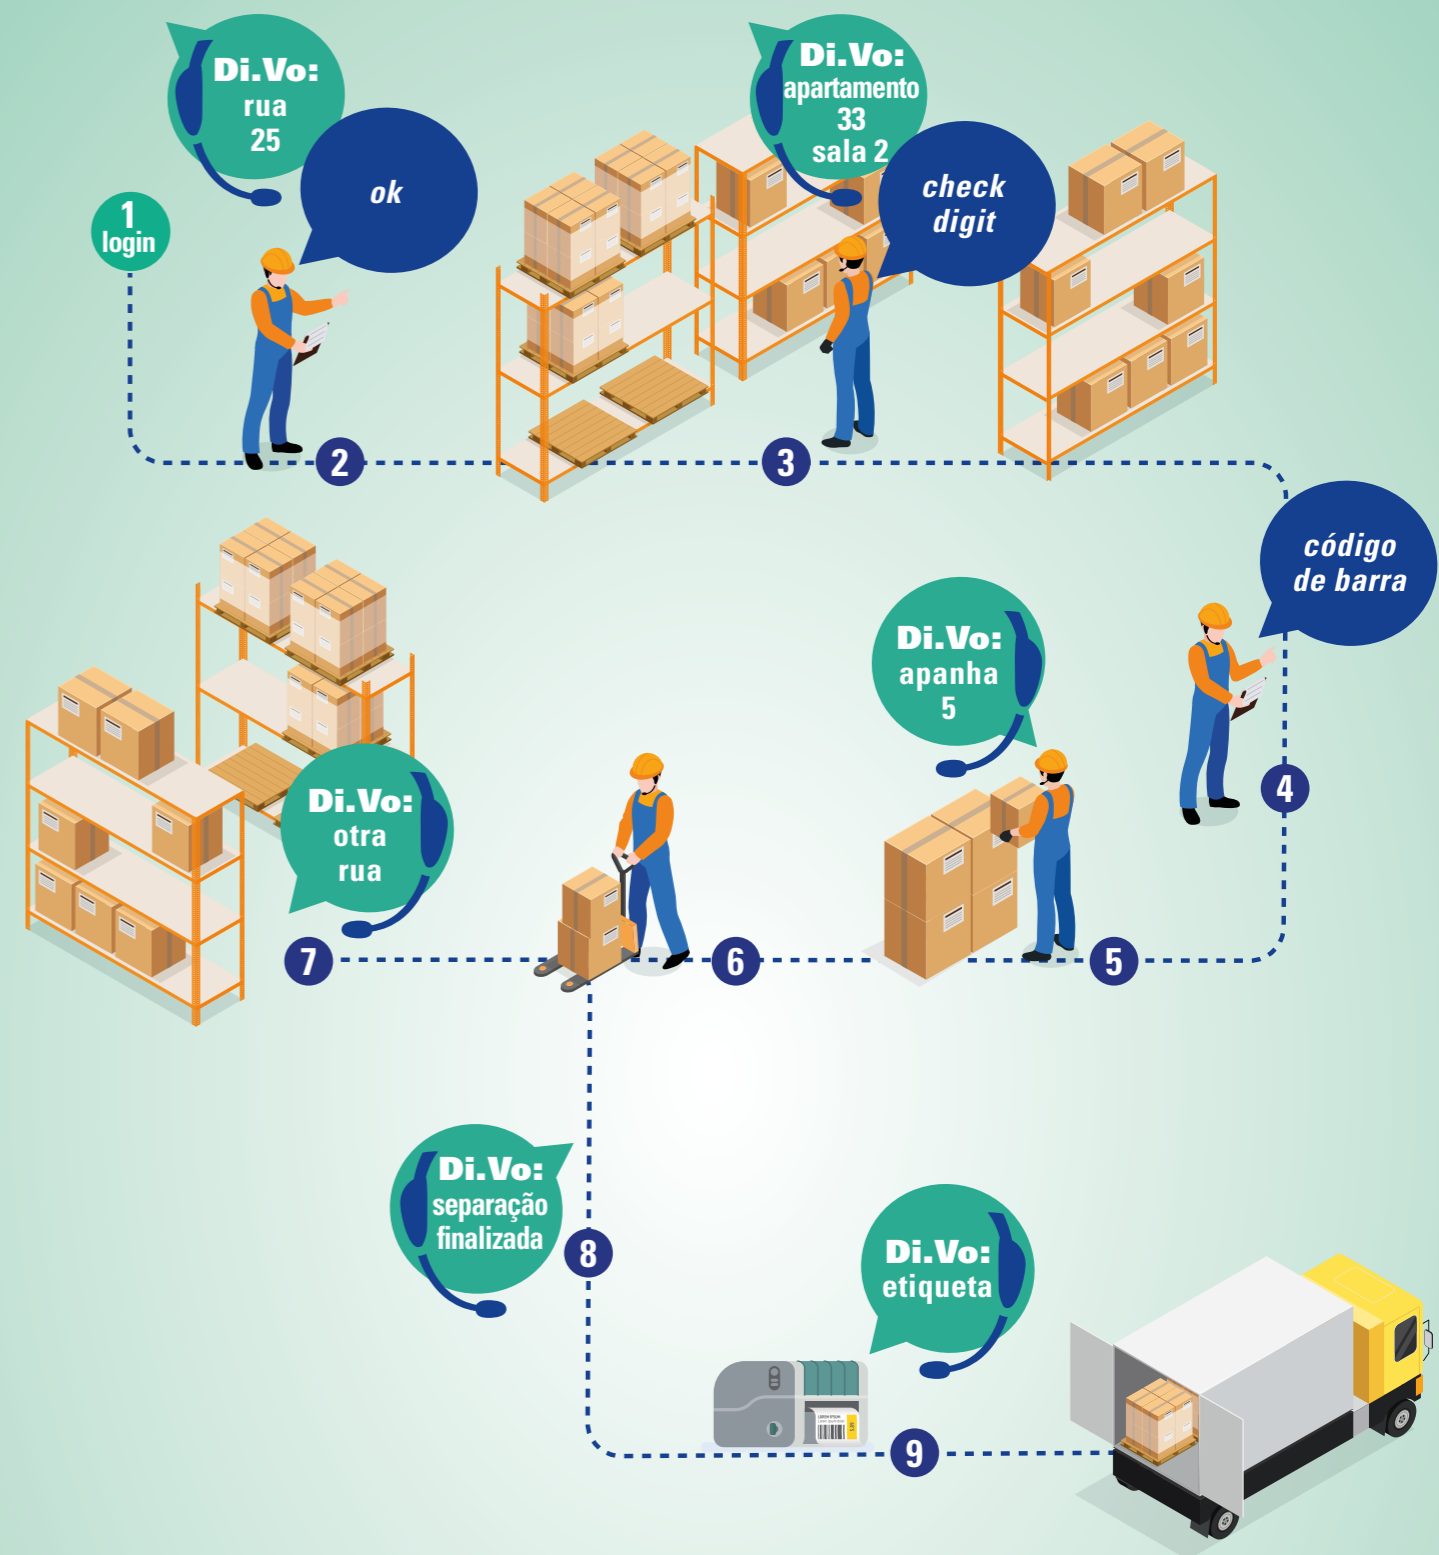 Di.Vo:
rua
25
ok
1
login
2
Di.Vo:
apartamento
33
sala 2
check
digit
3
código
de barra
4
Di.Vo:
apanha
5
5
6
Di.Vo:
otra
rua
7
Di.Vo:
separação
finalizada
8
Di.Vo:
etiqueta
9